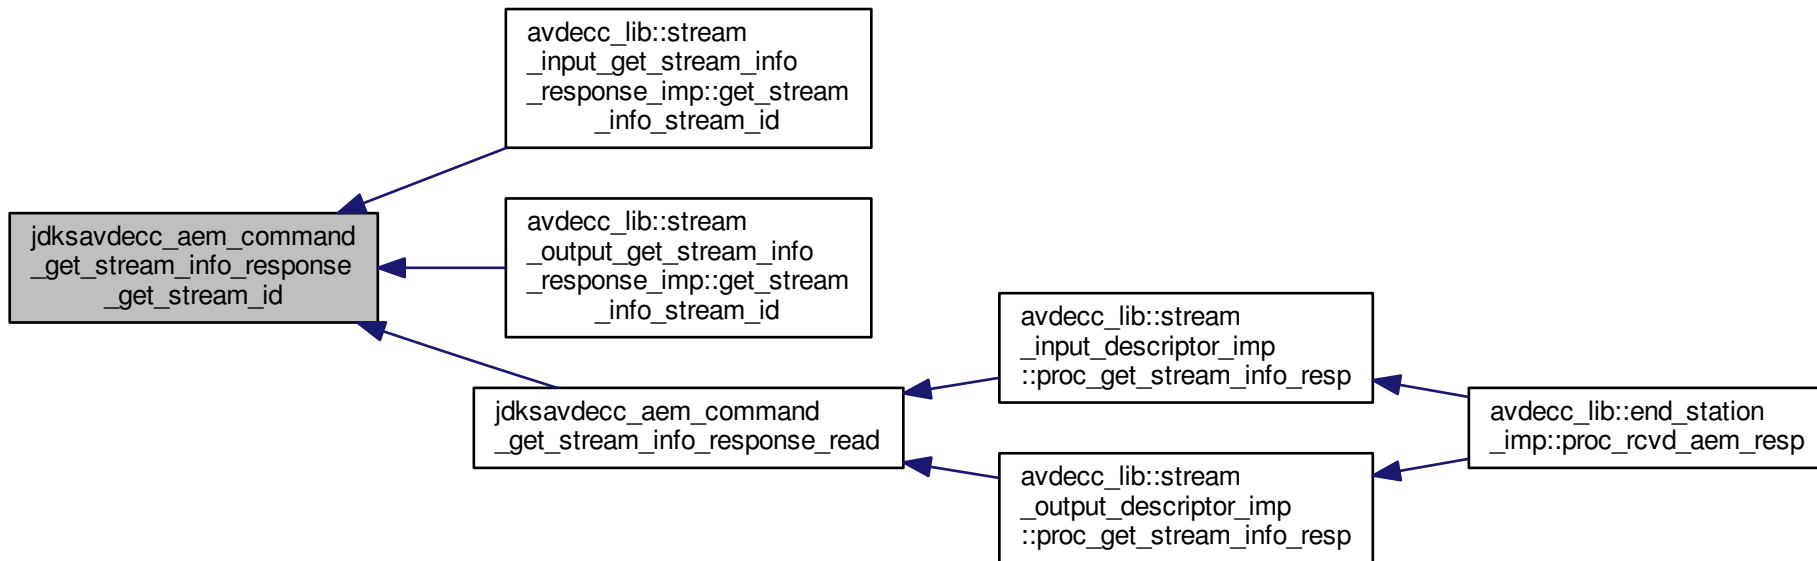 avdecc_lib::stream
_input_get_stream_info
_response_imp::get_stream
_info_stream_id
jdksavdecc_aem_command
_get_stream_info_response
_get_stream_id
avdecc_lib::stream
_output_get_stream_info
_response_imp::get_stream
_info_stream_id
jdksavdecc_aem_command
_get_stream_info_response_read
avdecc_lib::stream
_input_descriptor_imp
::proc_get_stream_info_resp
avdecc_lib::stream
_output_descriptor_imp
::proc_get_stream_info_resp
avdecc_lib::end_station
_imp::proc_rcvd_aem_resp